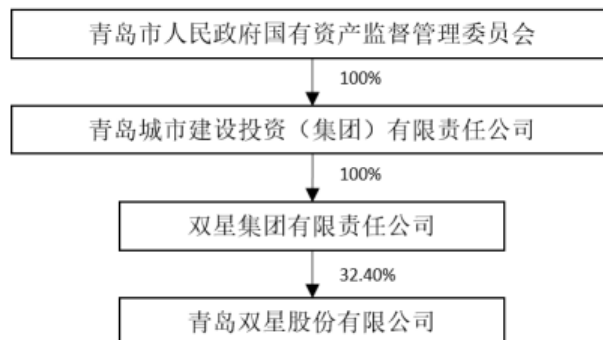 青岛市人民政府国有资产监督管理委员会
100%
青岛城市建设投资（集团）有限责任公司
100%
双星集团有限责任公司
32.40%
青岛双星股份有限公司